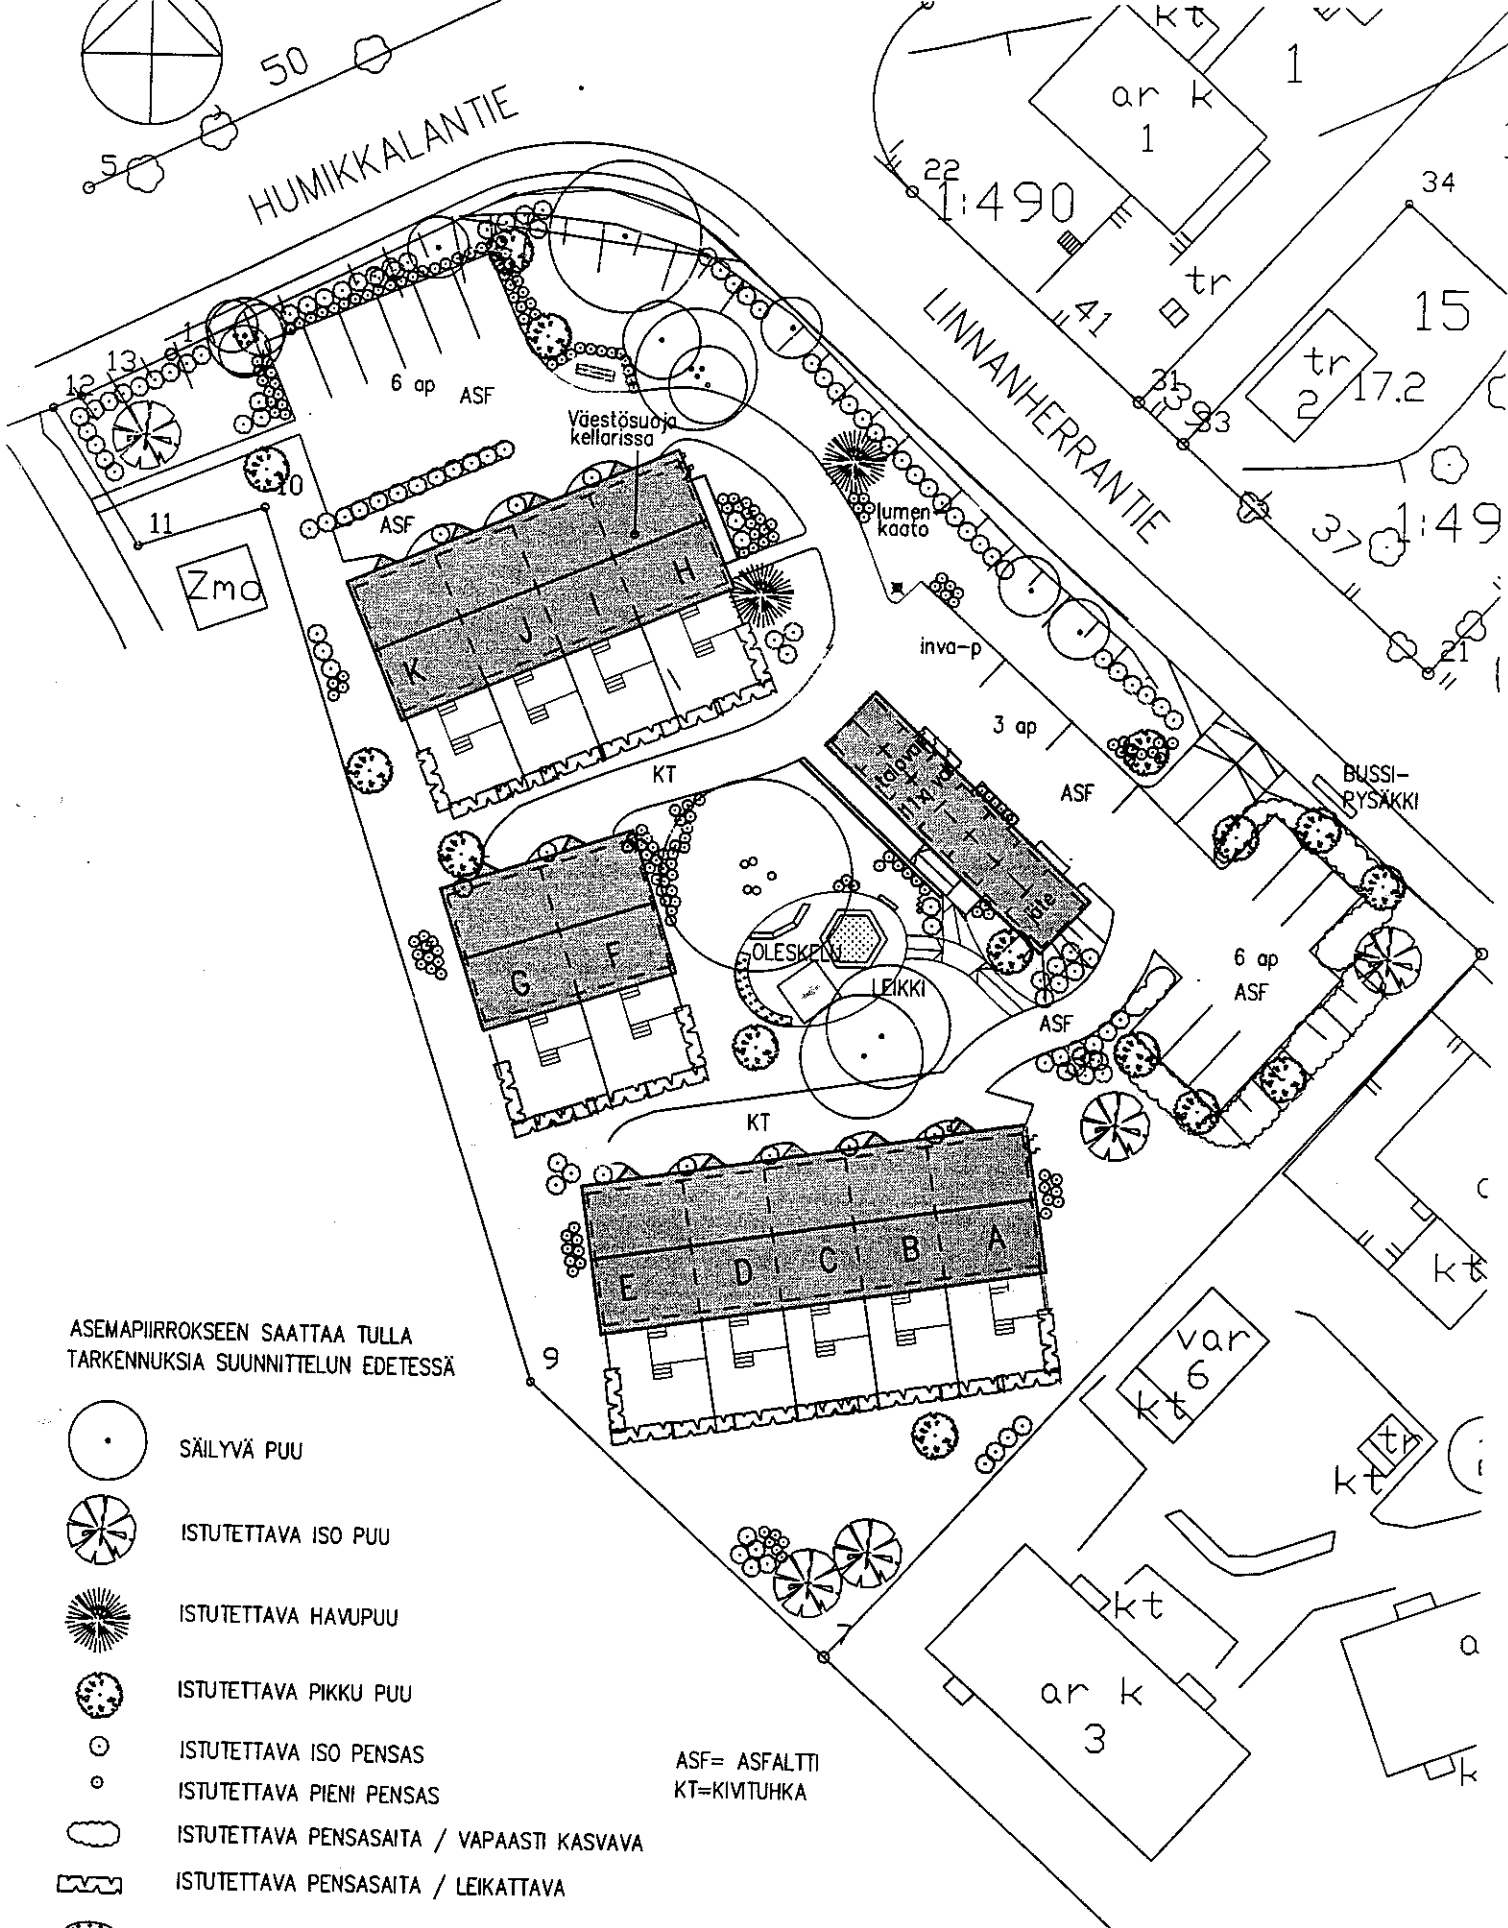 50
5
HUMIKKALANTIE
kt
1
ar k
1
22
1:490
34
tr
41
15
tr
2
17.2
LINNANHERRANTIE
31
39
33
1
13
12
6 ap
ASF
Väestösuoja
kellarissa
10
11
ASF
lumen-
kaato
37
1:49
Zmo
H
J
K
inva-p
21
3 ap
KT
talovar
ASF
BUSSI-
PYSÄKKI
jäte
G
F
OLESKELU
LEIKKI
6 ap
ASF
ASF
KT
E
D
C
B
A
kt
ASEMAPIIRROKSEEN SAATTAA TULLA
TARKENNUKSIA SUUNNITTELUN EDETESSÄ
9
var
6
kt
tr
kt
SÄILYVÄ PUU
ISTUTETTAVA ISO PUU
ISTUTETTAVA HAVUPUU
7
kt
ISTUTETTAVA PIKKU PUU
ar k
3
a
ISTUTETTAVA ISO PENSAS
ISTUTETTAVA PIENI PENSAS
ASF= ASFALTTI
KT=KIVITUHKA
k
ISTUTETTAVA PENSASAITA / VAPAASTI KASVAVA
ISTUTETTAVA PENSASAITA / LEIKATTAVA